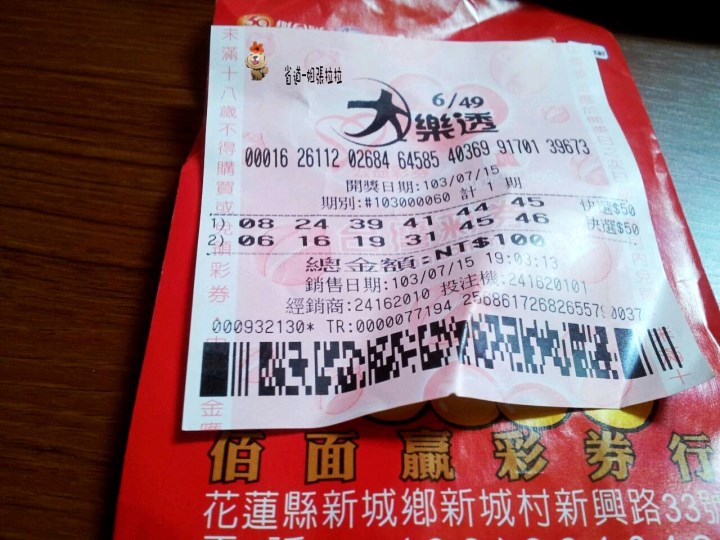 未滿十八歲不得購買或兌領彩券
省道一姐張拉拉
6/49
大樂透
00016 26112 02684 64585 40369 91701 39673
開獎日期:103/07/15
期別:#103000060 計 1 期
1) 08 24 39 41 44 45 快選$50
2) 06 16 19 31 45 46 快選$50
總金額:NT$100
銷售日期:103/07/15 19:03:13
經銷商:24162010 投注機:241620101
000932130* TR:0000077194
佰面贏彩券行
花蓮縣新城鄉新城村新興路33號